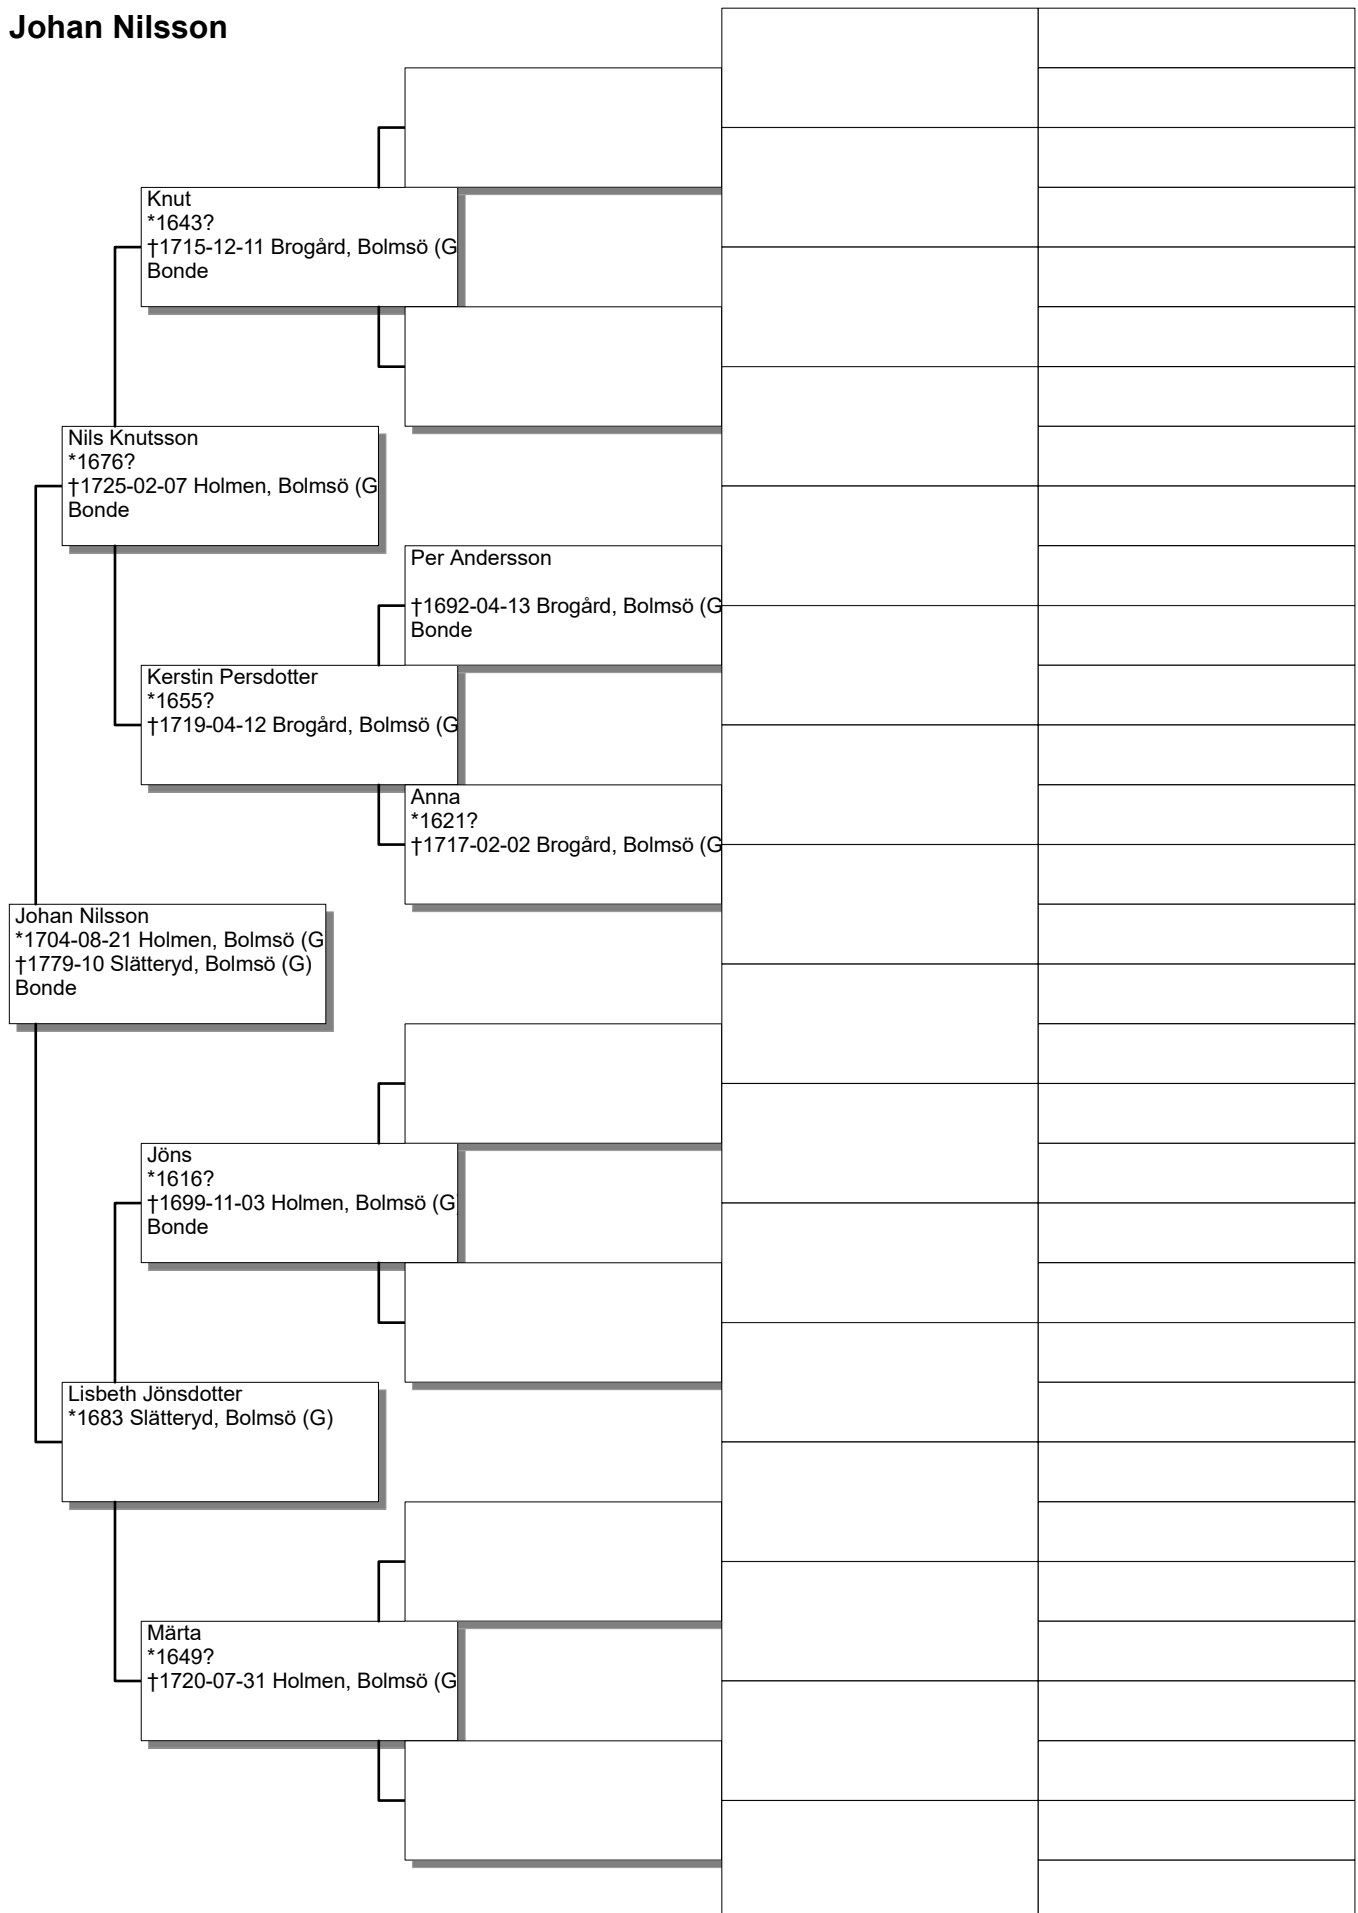 Johan Nilsson
Knut
*1643?
†1715-12-11 Brogård, Bolmsö (G
Bonde
Nils Knutsson
*1676?
†1725-02-07 Holmen, Bolmsö (G
Bonde
Per Andersson
†1692-04-13 Brogård, Bolmsö (G
Bonde
Kerstin Persdotter
*1655?
†1719-04-12 Brogård, Bolmsö (G
Anna
*1621?
†1717-02-02 Brogård, Bolmsö (G
Johan Nilsson
*1704-08-21 Holmen, Bolmsö (G
†1779-10 Slätteryd, Bolmsö (G)
Bonde
Jöns
*1616?
†1699-11-03 Holmen, Bolmsö (G
Bonde
Lisbeth Jönsdotter
*1683 Slätteryd, Bolmsö (G)
Märta
*1649?
†1720-07-31 Holmen, Bolmsö (G